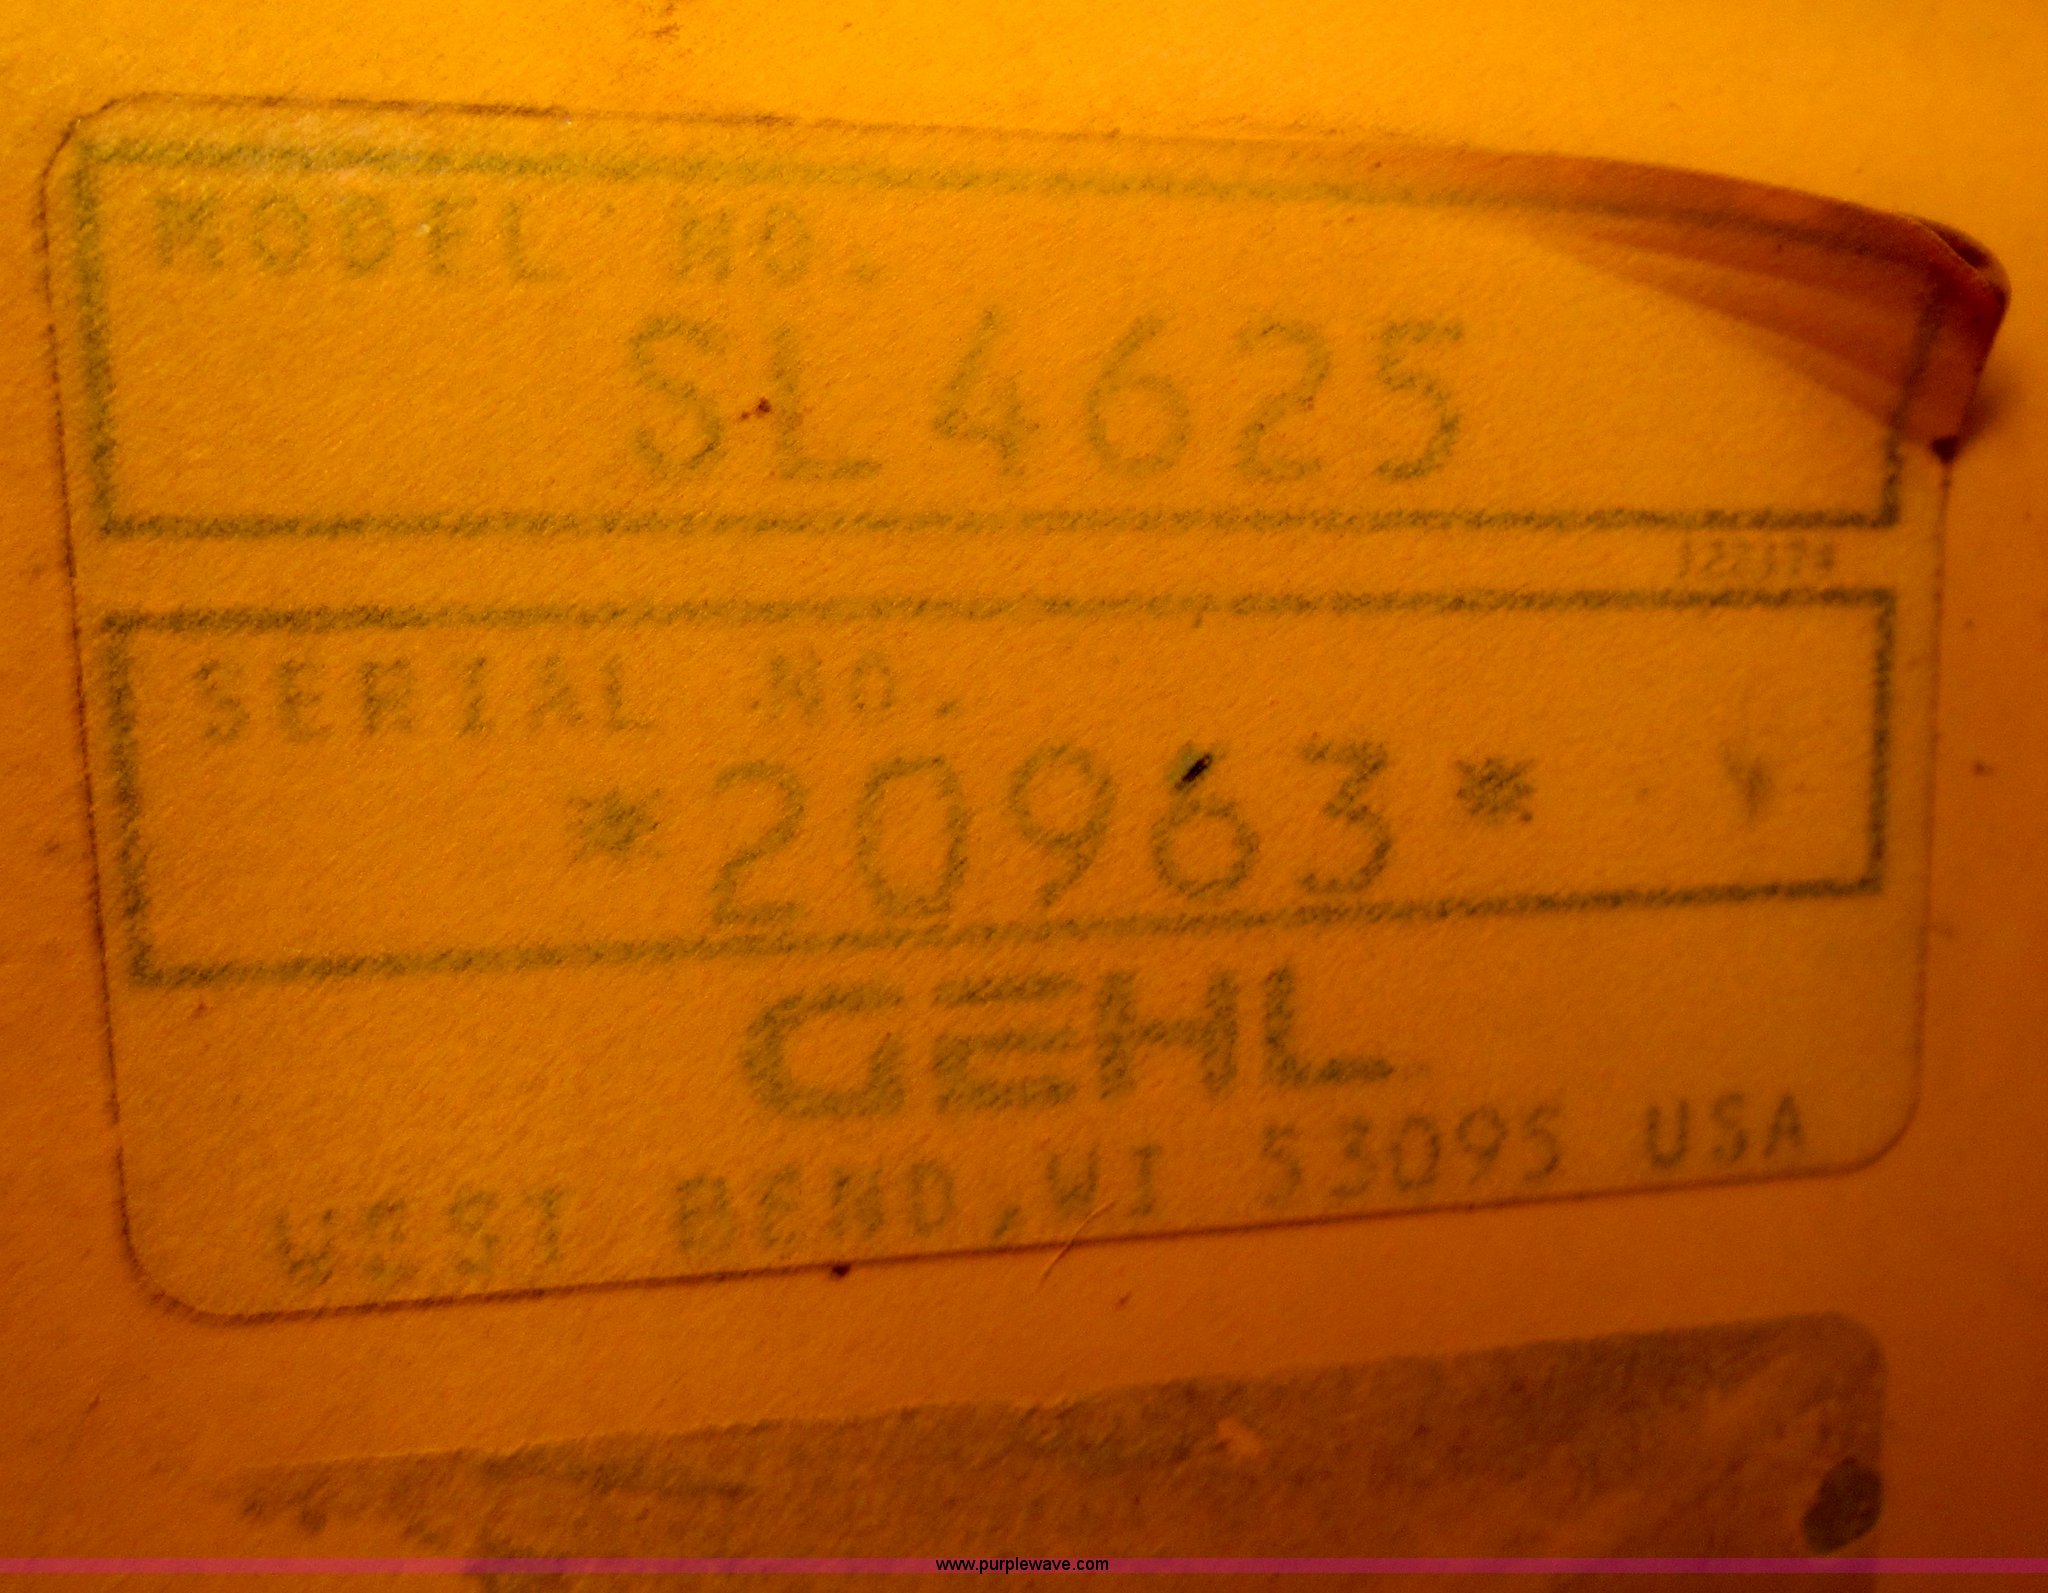 MODEL NO.
SL4625
SERIAL NO.
*20963*
GEHL
WEST BEND, WI 53095 USA
www.purplewave.com